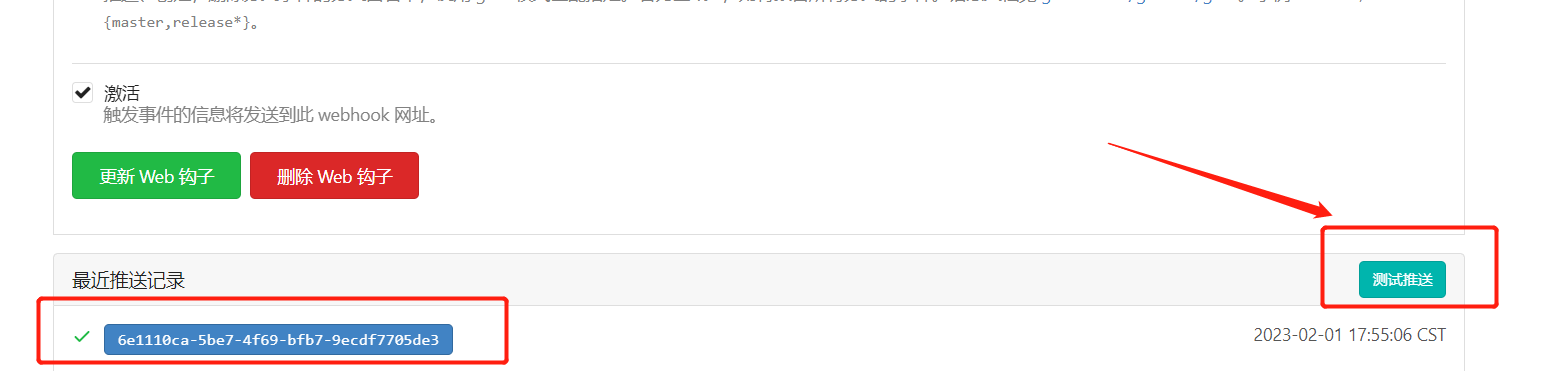 {master,release*}。
激活
触发事件的信息将发送到此 webhook 网址。
更新 Web 钩子 删除 Web 钩子
最近推送记录 测试推送
6e1110ca-5be7-4f69-bfb7-9ecdf7705de3 2023-02-01 17:55:06 CST